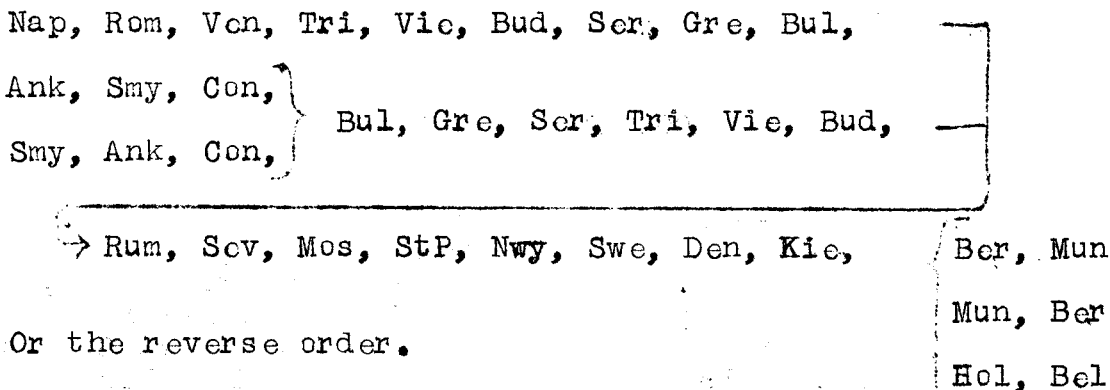 Nap, Rom, Ven, Tri, Vie, Bud, Ser, Gre, Bul,
Ank, Smy, Con,
Bul, Gre, Ser, Tri, Vie, Bud,
Smy, Ank, Con,
Rum, Sev, Mos, StP, Nwy, Swe, Den, Kie,
Ber, Mun
Mun, Ber
Or the reverse order.
Hol, Bel